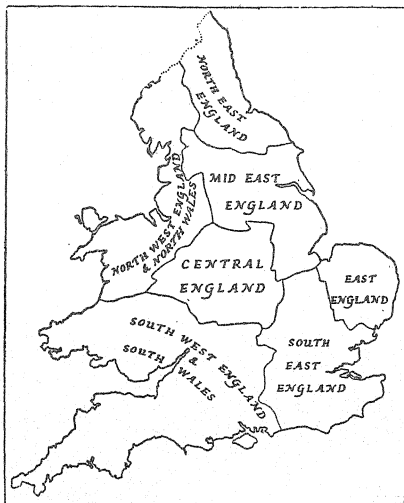 NORTH EAST
ENGLAND
MID EAST
ENGLAND
NORTH WEST ENGLAND
& NORTH WALES
CENTRAL
ENGLAND
EAST
ENGLAND
SOUTH WEST ENGLAND
&
SOUTH WALES
SOUTH
EAST
ENGLAND